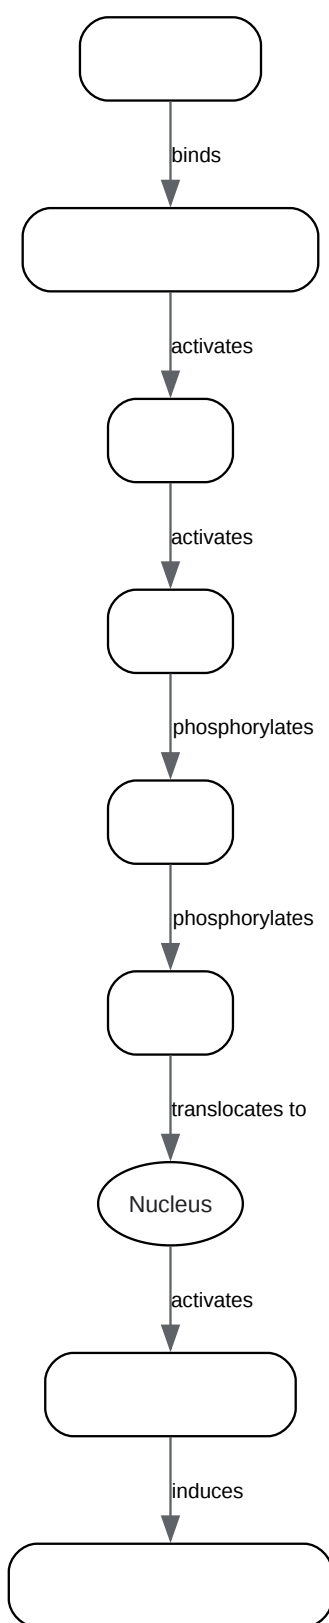 binds
activates
activates
phosphorylates
phosphorylates
translocates to
Nucleus
activates
induces